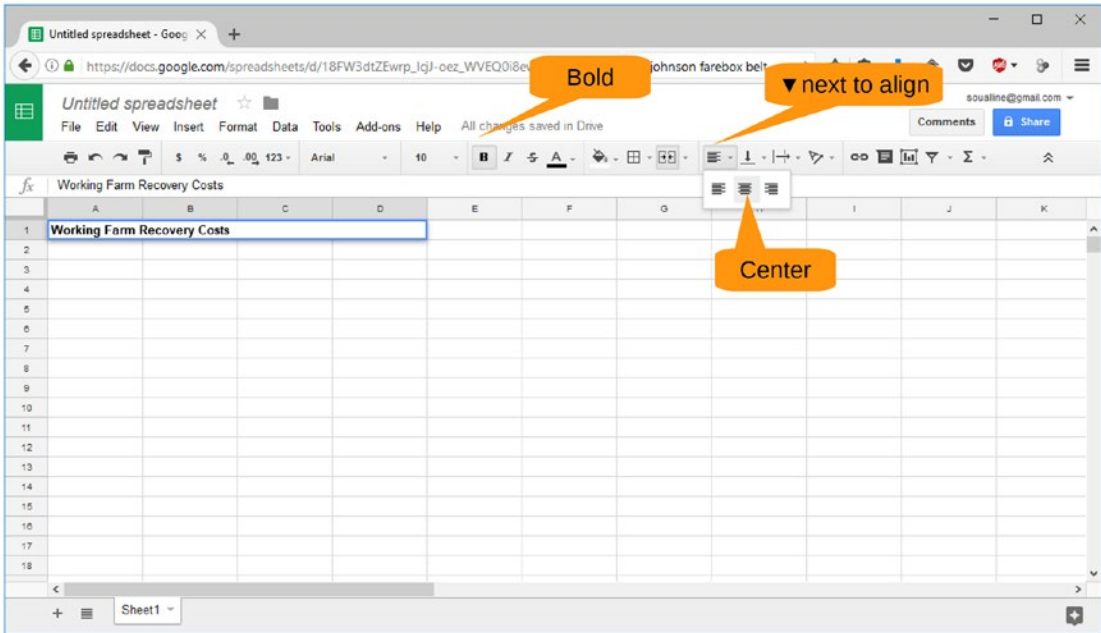 Untitled spreadsheet - Goog
https://docs.google.com/spreadsheets/d/18FW3dtZEwrp_IcjJ-oez_WVEQ0i8ev johnson farebox belt
Bold
▼next to align
Untitled spreadsheet
souallne@gmail.com
File Edit View Insert Format Data Tools Add-ons Help All changes saved in Drive
Comments Share
$ % .0 .00 123 Arial 10 B I S A Σ
fx Working Farm Recovery Costs
A B C D E F G H I J K
1 Working Farm Recovery Costs
2
3
4
5
6
7
8
9
10
11
12
13
14
15
16
17
18
Center
Sheet1